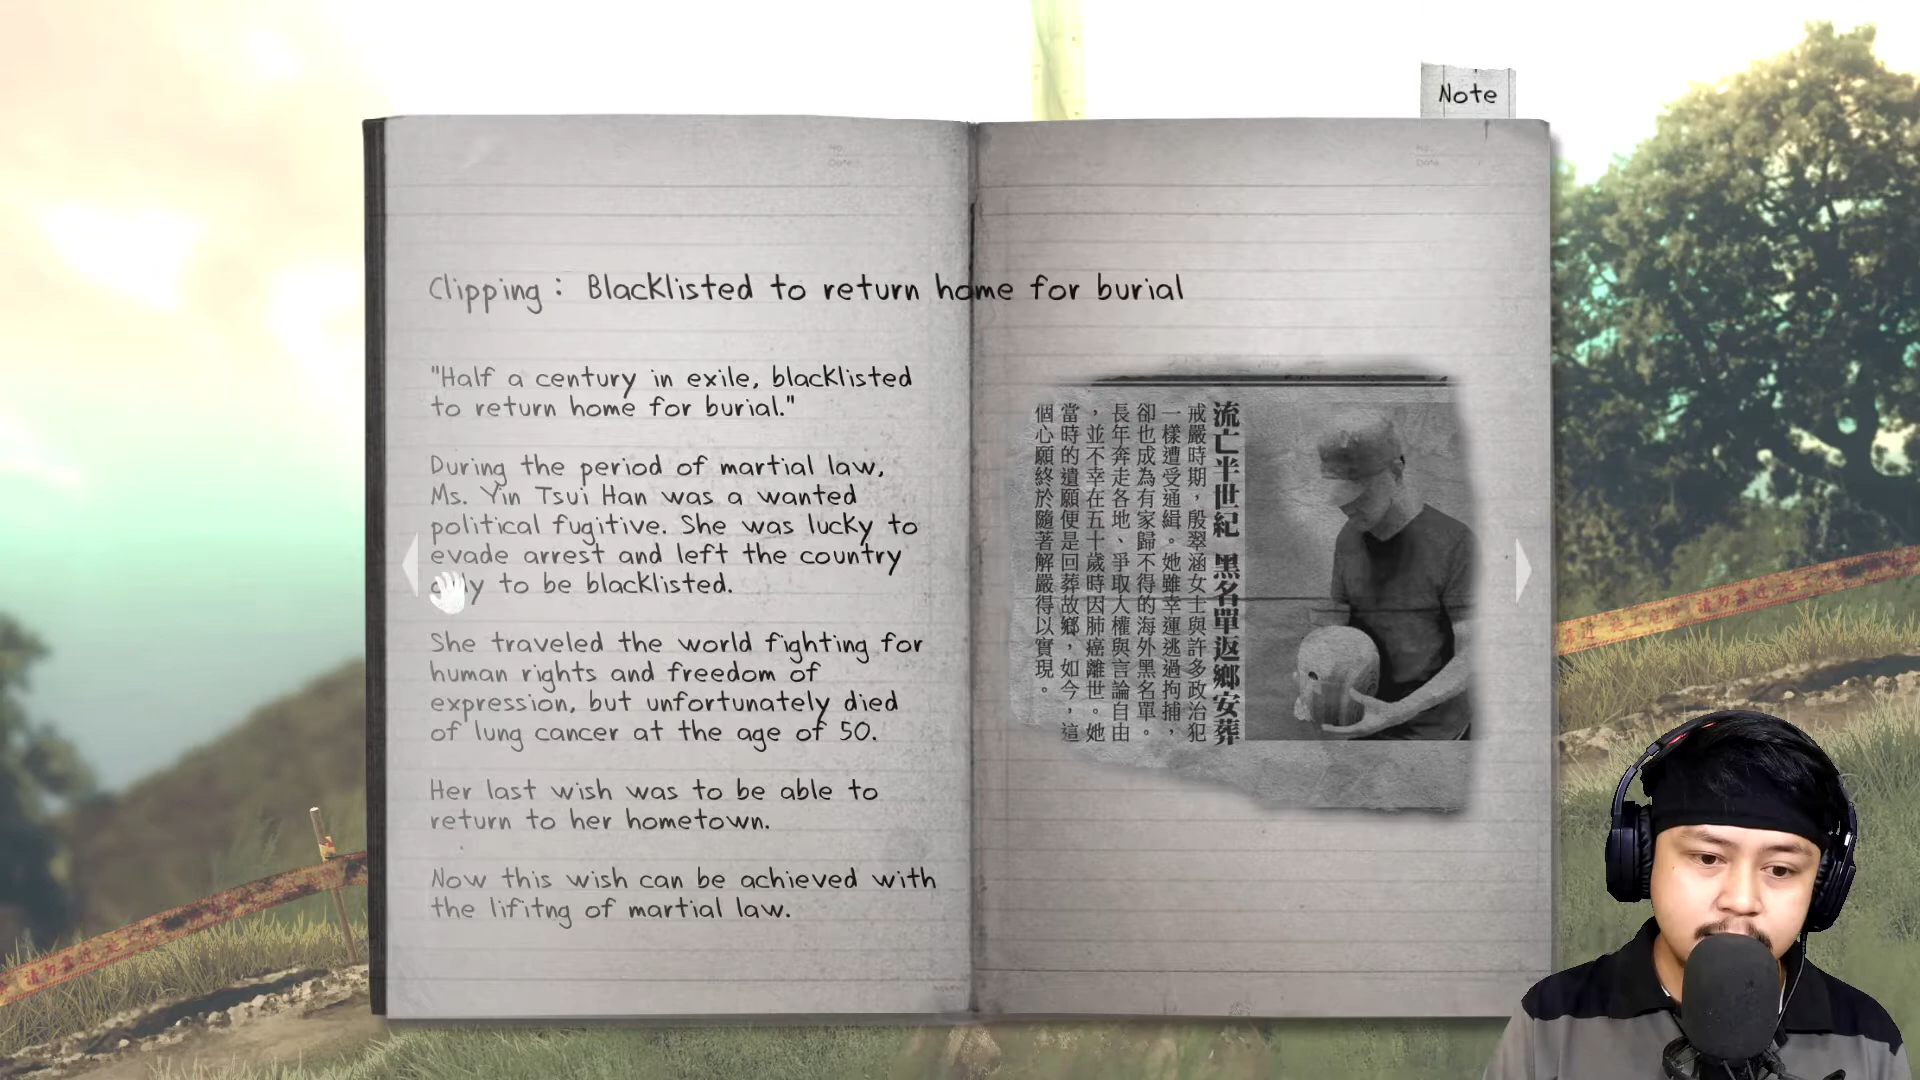 Note
No.
Date
No.
Date
Clipping : Blacklisted to return home for burial
"Half a century in exile, blacklisted
to return home for burial."
During the period of martial law,
Ms. Yin Tsui Han was a wanted
political fugitive. She was lucky to
evade arrest and left the country
to be blacklisted.
She traveled the world fighting for
human rights and freedom of
expression, but unfortunately died
of lung cancer at the age of 50.
Her last wish was to be able to
return to her hometown.
Now this wish can be achieved with
the lifitng of martial law.
流亡半世紀 黑名單返鄉安葬
戒嚴時期，殷翠涵女士與許多政治犯
一樣遭受通緝。她雖幸運逃過拘捕，
卻也成為有家歸不得的海外黑名單。
長年奔走各地、爭取人權與言論自由
，並不幸在五十歲時因肺癌離世。她
當時的遺願便是回葬故鄉，如今，這
個心願終於隨著解嚴得以實現。